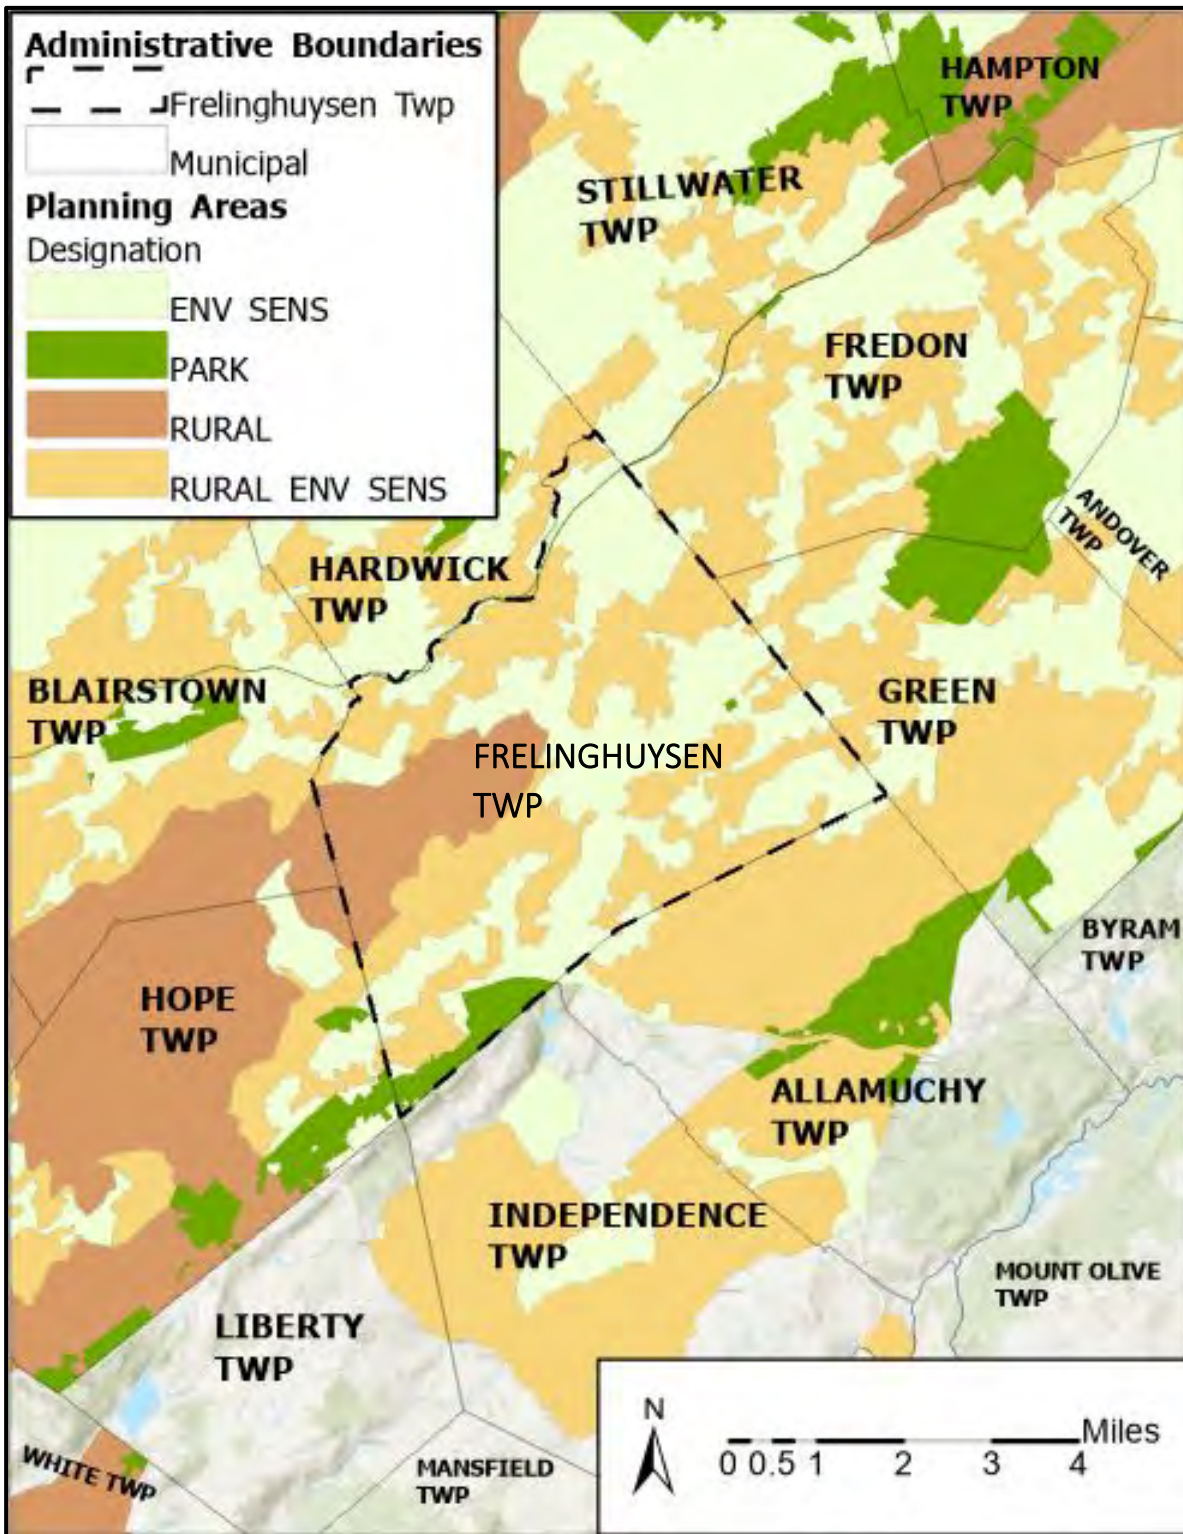 Administrative Boundaries
Frelinghuysen Twp
Municipal
Planning Areas
Designation
ENV SENS
PARK
RURAL
RURAL ENV SENS
HAMPTON
TWP
STILLWATER
TWP
FREDON
TWP
ANDOVER
TWP
HARDWICK
TWP
BLAIRSTOWN
TWP
GREEN
TWP
FRELINGHUYSEN
TWP
BYRAM
TWP
HOPE
TWP
ALLAMUCHY
TWP
INDEPENDENCE
TWP
MOUNT OLIVE
TWP
LIBERTY
TWP
WHITE TWP
MANSFIELD
TWP
N
Miles
0 0.5 1 2 3 4